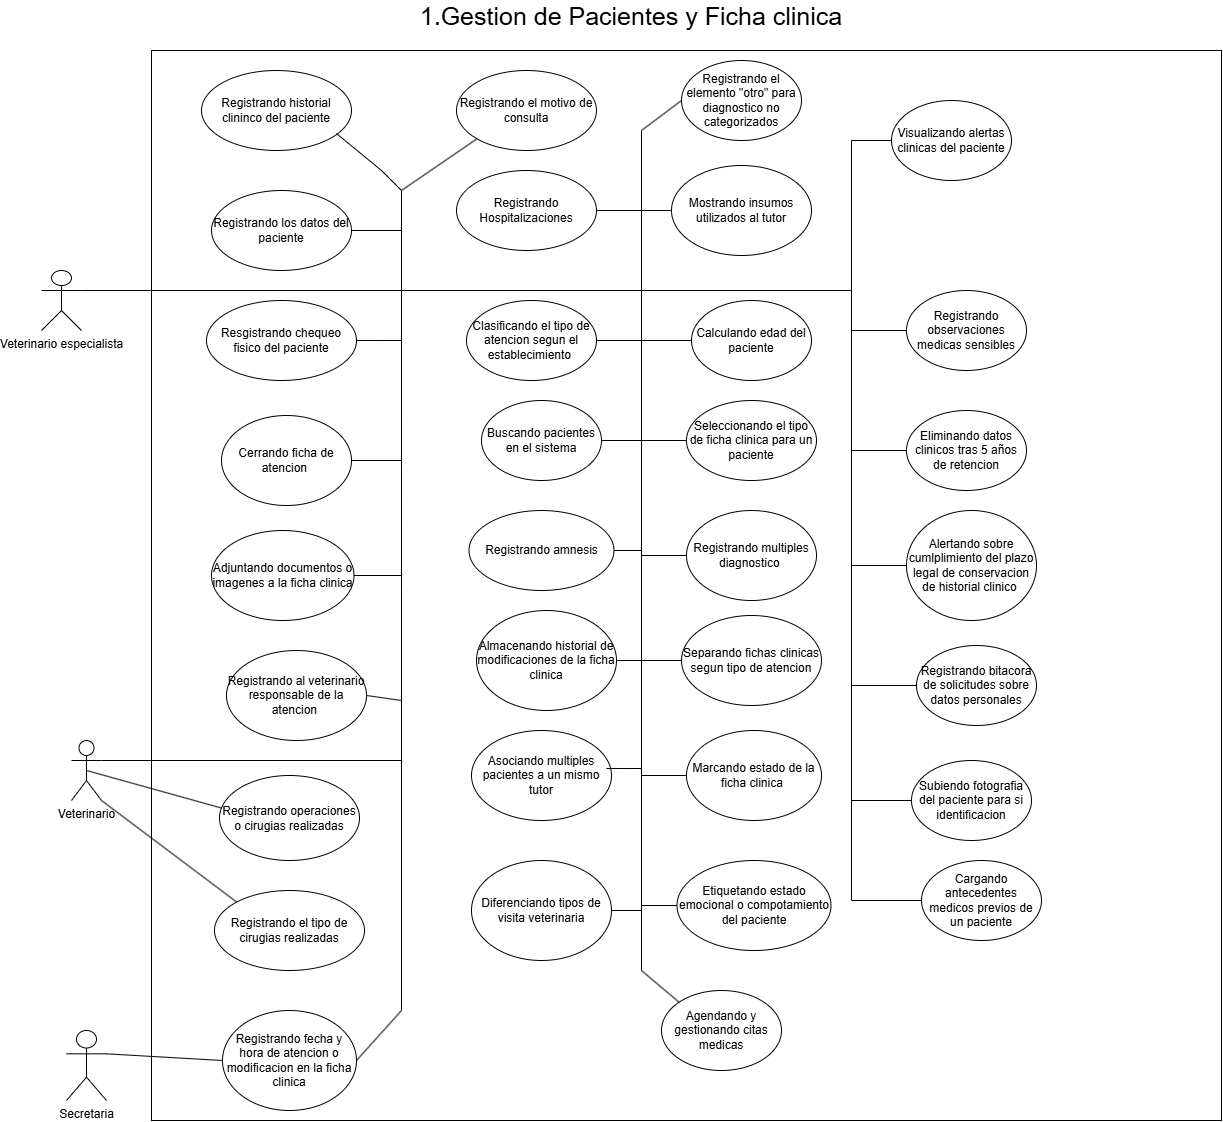 1.Gestion de Pacientes y Ficha clinica
Registrando historial
clininco del paciente
Registrando el motivo de
consulta
Registrando el
elemento "otro" para
diagnostico no
categorizados
Visualizando alertas
clinicas del paciente
Registrando los datos del
paciente
Registrando
Hospitalizaciones
Mostrando insumos
utilizados al tutor
Veterinario especialista
Resgistrando chequeo
fisico del paciente
Clasificando el tipo de
atencion segun el
establecimiento
Calculando edad del
paciente
Registrando
observaciones
medicas sensibles
Cerrando ficha de
atencion
Buscando pacientes
en el sistema
Seleccionando el tipo
de ficha clinica para un
paciente
Eliminando datos
clinicos tras 5 años
de retencion
Adjuntando documentos o
imagenes a la ficha clinica
Registrando amnesis
Registrando multiples
diagnostico
Alertando sobre
cumlplimiento del plazo
legal de conservacion
de historial clinico
Registrando al veterinario
responsable de la
atencion
Almacenando historial de
modificaciones de la ficha
clinica
Separando fichas clinicas
segun tipo de atencion
Registrando bitacora
de solicitudes sobre
datos personales
Veterinario
Registrando operaciones
o cirugias realizadas
Asociando multiples
pacientes a un mismo
tutor
Marcando estado de la
ficha clinica
Subiendo fotografia
del paciente para si
identificacion
Registrando el tipo de
cirugias realizadas
Diferenciando tipos de
visita veterinaria
Etiquetando estado
emocional o compotamiento
del paciente
Cargando
antecedentes
medicos previos de
un paciente
Secretaria
Registrando fecha y
hora de atencion o
modificacion en la ficha
clinica
Agendando y
gestionando citas
medicas